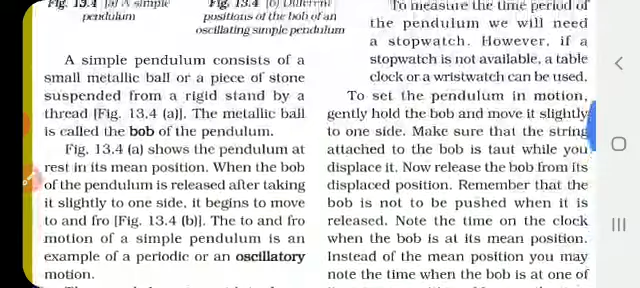 Fig. 13.4 (a) A simple
pendulum
Fig. 13.4 (b) Different
positions of the bob of an
oscillating simple pendulum
A simple pendulum consists of a
small metallic ball or a piece of stone
suspended from a rigid stand by a
thread [Fig. 13.4 (a)]. The metallic ball
is called the bob of the pendulum.
Fig. 13.4 (a) shows the pendulum at
rest in its mean position. When the bob
of the pendulum is released after taking
it slightly to one side, it begins to move
to and fro [Fig. 13.4 (b)]. The to and fro
motion of a simple pendulum is an
example of a periodic or an oscillatory
motion.
To measure the time period of
the pendulum we will need
a stopwatch. However, if a
stopwatch is not available, a table
clock or a wristwatch can be used.
To set the pendulum in motion,
gently hold the bob and move it slightly
to one side. Make sure that the string
attached to the bob is taut while you
displace it. Now release the bob from its
displaced position. Remember that the
bob is not to be pushed when it is
released. Note the time on the clock
when the bob is at its mean position.
Instead of the mean position you may
note the time when the bob is at one of